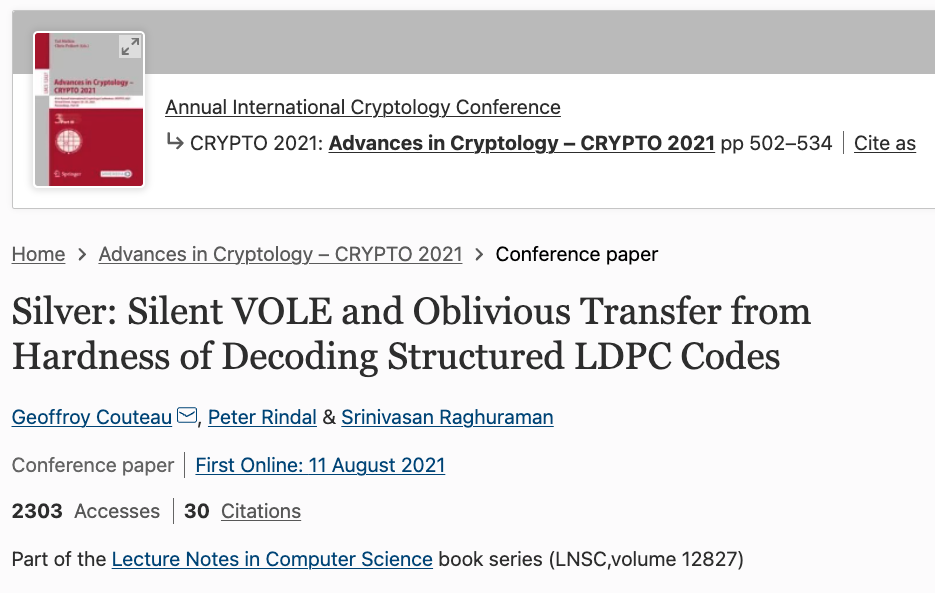 Advances in Cryptology –
CRYPTO 2021
Springer
Annual International Cryptology Conference
↳ CRYPTO 2021: Advances in Cryptology – CRYPTO 2021 pp 502–534 | Cite as
Home > Advances in Cryptology – CRYPTO 2021 > Conference paper
Silver: Silent VOLE and Oblivious Transfer from
Hardness of Decoding Structured LDPC Codes
Geoffroy Couteau, Peter Rindal & Srinivasan Raghuraman
Conference paper | First Online: 11 August 2021
2303 Accesses | 30 Citations
Part of the Lecture Notes in Computer Science book series (LNSC,volume 12827)